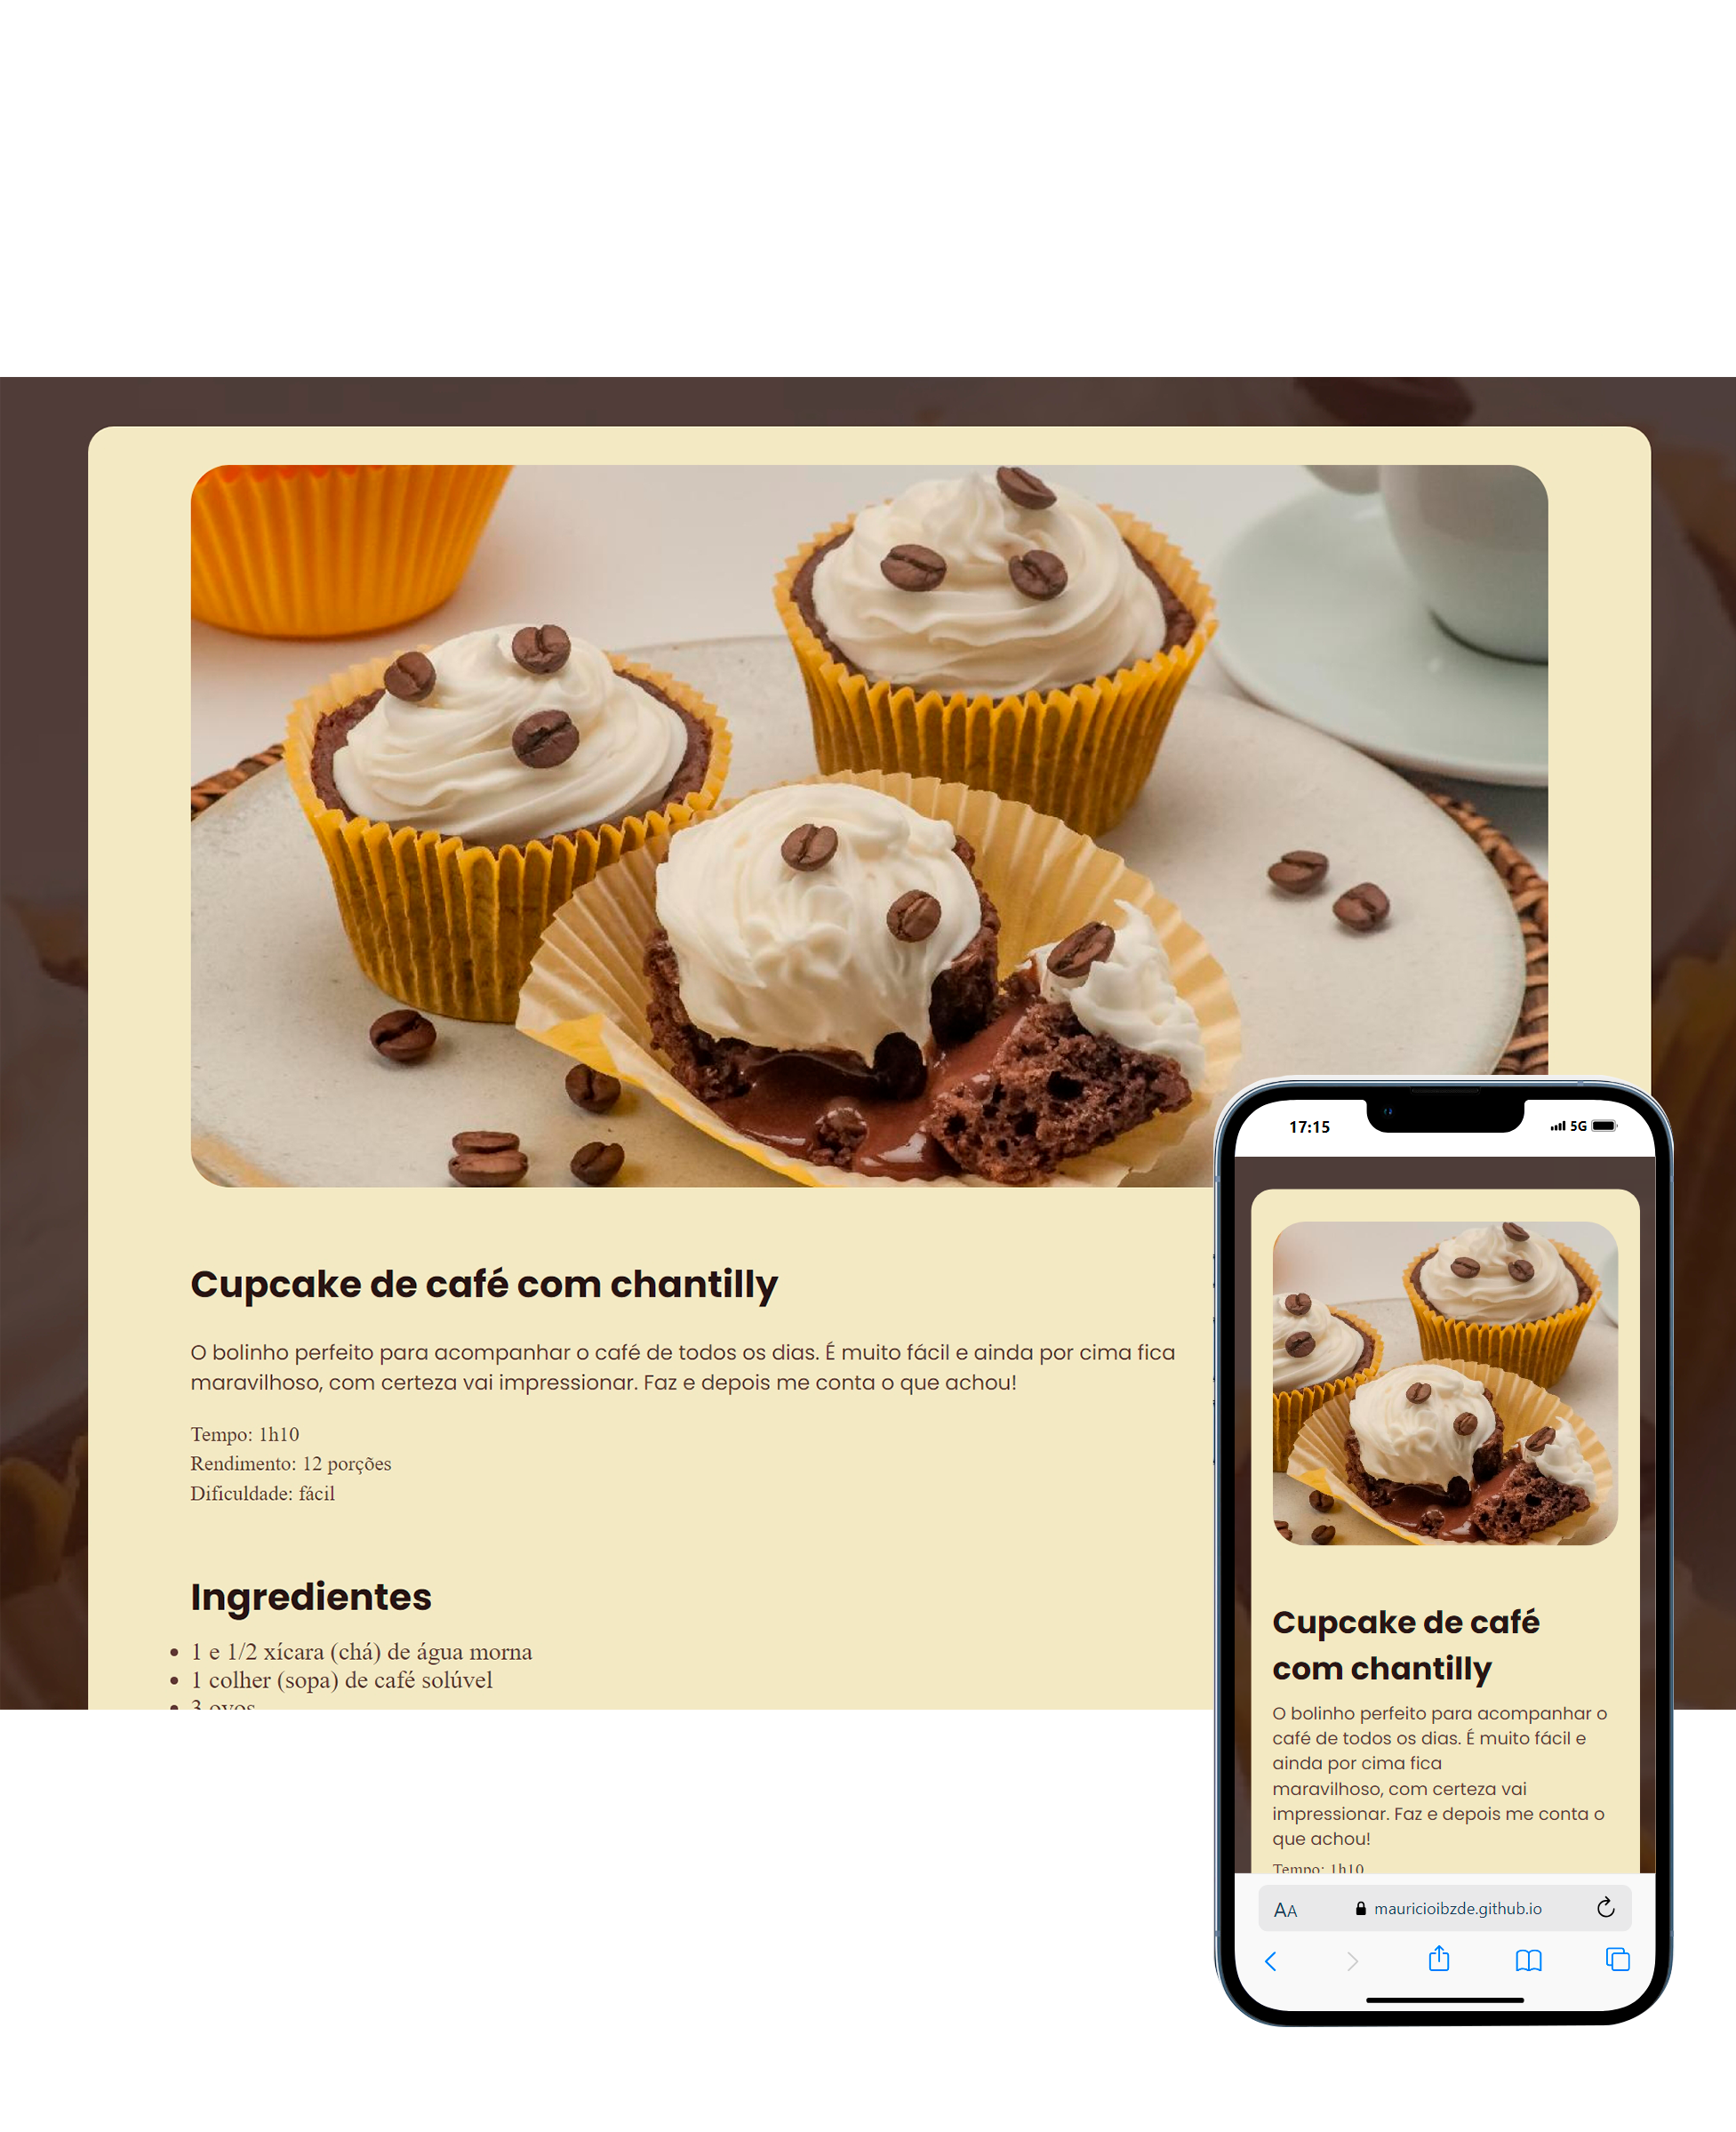 Cupcake de café com chantilly
O bolinho perfeito para acompanhar o café de todos os dias. É muito fácil e ainda por cima fica
maravilhoso, com certeza vai impressionar. Faz e depois me conta o que achou!
Tempo: 1h10
Rendimento: 12 porções
Dificuldade: fácil
Ingredientes
1 e 1/2 xícara (chá) de água morna
1 colher (sopa) de café solúvel
3 ovos
17:15
5G
Cupcake de café
com chantilly
O bolinho perfeito para acompanhar o
café de todos os dias. É muito fácil e
ainda por cima fica
maravilhoso, com certeza vai
impressionar. Faz e depois me conta o
que achou!
Tempo: 1h10
AA mauricioibzde.github.io